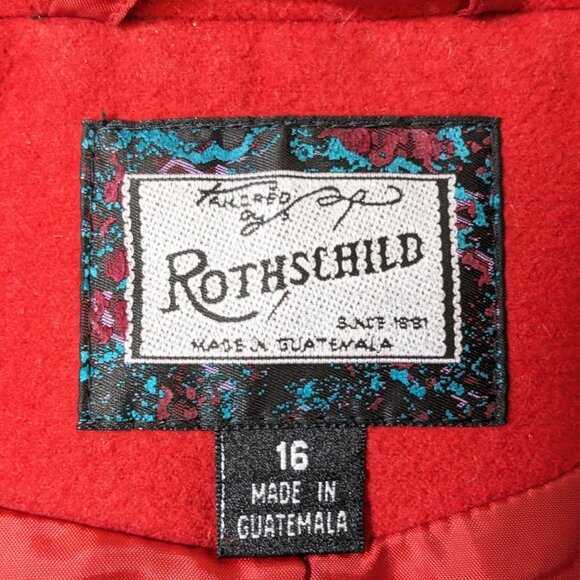 TAILORED
BY
ROTHSCHILD
SINCE 1881
MADE IN GUATEMALA
16
MADE IN
GUATEMALA